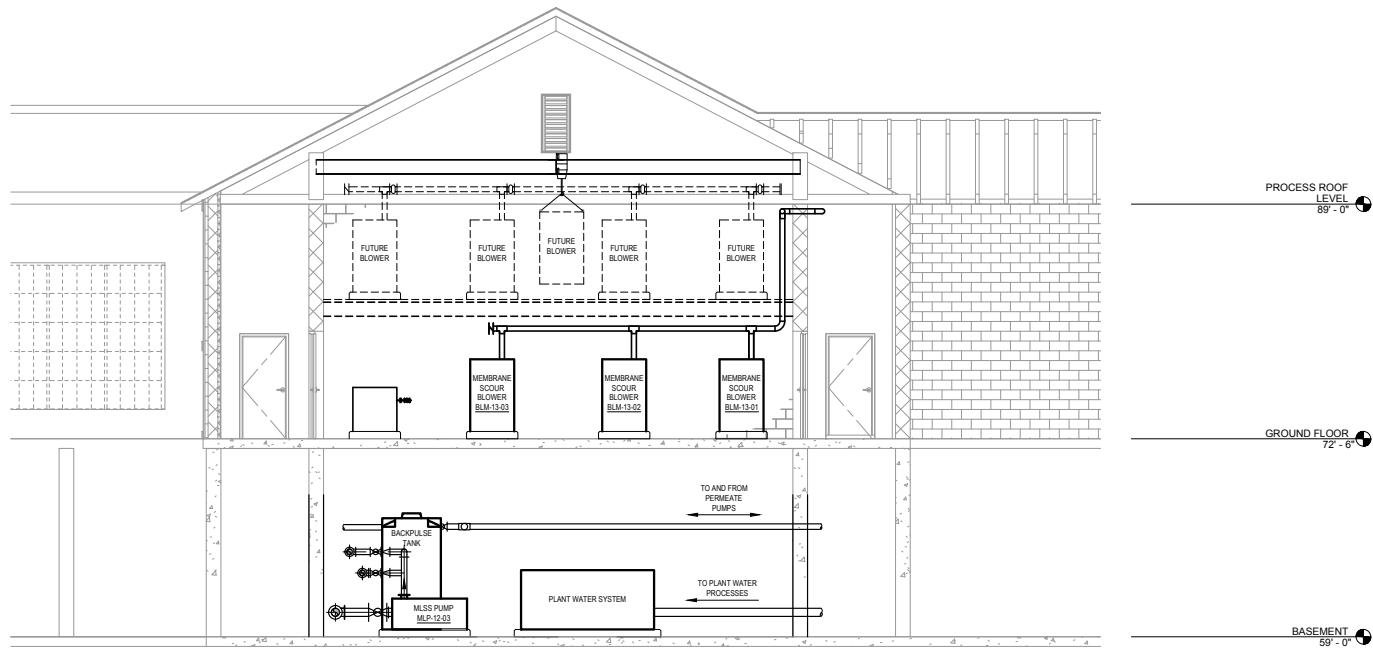 PROCESS ROOF
LEVEL
89' - 0"
FUTURE
BLOWER
FUTURE
BLOWER
FUTURE
BLOWER
FUTURE
BLOWER
FUTURE
BLOWER
MEMBRANE
SCOUR
BLOWER
BLM-13-03
MEMBRANE
SCOUR
BLOWER
BLM-13-02
MEMBRANE
SCOUR
BLOWER
BLM-13-01
GROUND FLOOR
72' - 6"
TO AND FROM
PERMEATE
PUMPS
BACKPULSE
TANK
TO PLANT WATER
PROCESSES
PLANT WATER SYSTEM
MLSS PUMP
MLP-12-03
BASEMENT
59' - 0"